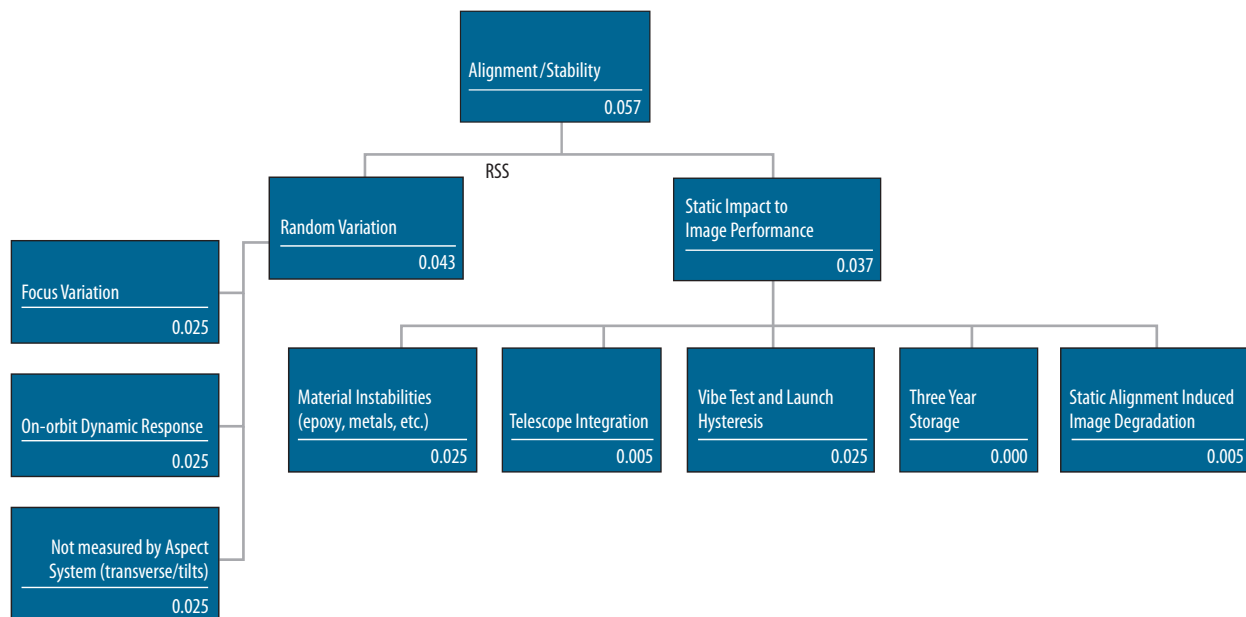 Alignment/Stability
0.057
RSS
Random Variation
0.043
Static Impact to
Image Performance
0.037
Focus Variation
0.025
On-orbit Dynamic Response
0.025
Not measured by Aspect
System (transverse/tilts)
0.025
Material Instabilities
(epoxy, metals, etc.)
0.025
Telescope Integration
0.005
Vibe Test and Launch
Hysteresis
0.025
Three Year
Storage
0.000
Static Alignment Induced
Image Degradation
0.005